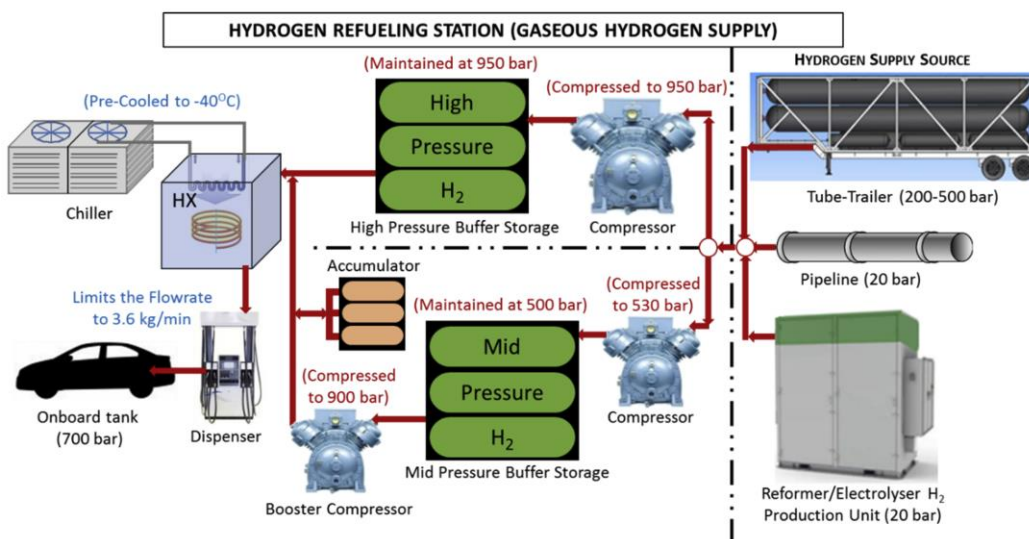 HYDROGEN REFUELING STATION (GASEOUS HYDROGEN SUPPLY)
HYDROGEN SUPPLY SOURCE
(Maintained at 950 bar)
(Compressed to 950 bar)
(Pre-Cooled to -40°C)
High
Pressure
H₂
HX
Chiller
High Pressure Buffer Storage
Compressor
Tube-Trailer (200-500 bar)
Accumulator
Pipeline (20 bar)
Limits the Flowrate
to 3.6 kg/min
(Maintained at 500 bar)
(Compressed
to 530 bar)
Mid
Pressure
H₂
(Compressed
to 900 bar)
Compressor
Onboard tank
(700 bar)
Dispenser
Mid Pressure Buffer Storage
Booster Compressor
Reformer/Electrolyser H₂
Production Unit (20 bar)